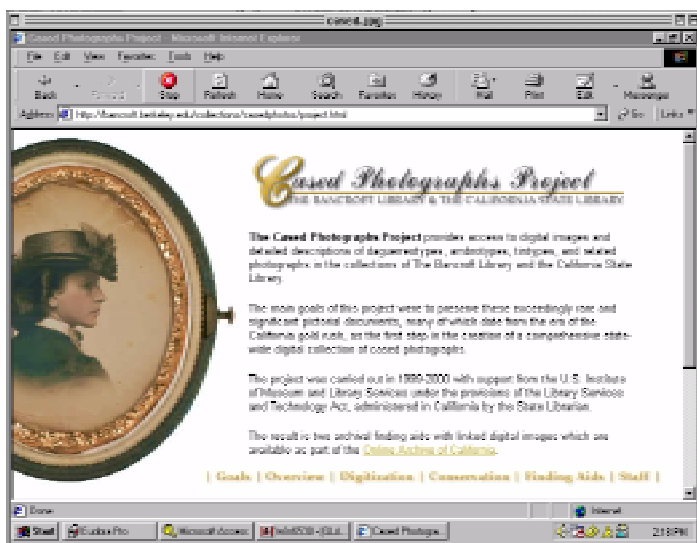 cased.jpg
Cased Photographs Project - Microsoft Internet Explorer
File Edit View Favorites Tools Help
Back Forward Stop Refresh Home Search Favorites History Mail Print Edit Messenger
Address http://bancroft.berkeley.edu/collections/casedphotos/project.html Go Links
Cased Photographs Project
THE BANCROFT LIBRARY & THE CALIFORNIA STATE LIBRARY
The Cased Photographs Project provides access to digital images and
detailed descriptions of daguerreotypes, ambrotypes, tintypes, and related
photographs in the collections of The Bancroft Library and the California State
Library.
The main goals of this project were to preserve these exceedingly rare and
significant pictorial documents, many of which date from the era of the
California gold rush, as the first step in the creation of a comprehensive state-
wide digital collection of cased photographs.
The project was carried out in 1999-2000 with support from the U.S. Institute
of Museum and Library Services under the provisions of the Library Services
and Technology Act, administered in California by the State Librarian.
The result is two archival finding aids with linked digital images which are
available as part of the Online Archive of California.
| Goals | Overview | Digitization | Conservation | Finding Aids | Staff |
Done Internet
Start Eudora Pro Microsoft Access Cased Photogra... 2:18 PM